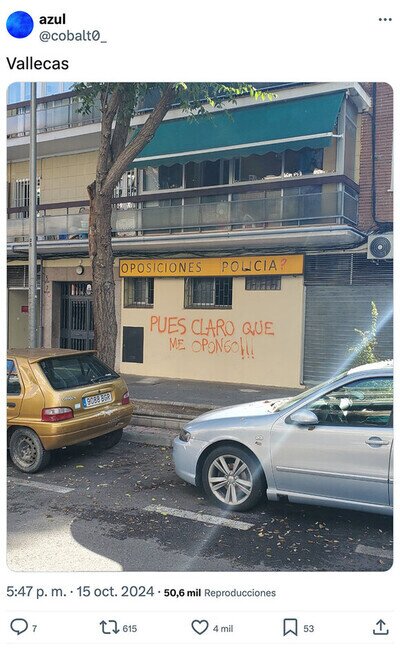 azul
@cobalt0_
Vallecas
OPOSICIONES POLICIA?
PUES CLARO QUE
ME OPONGO!!!
5:47 p. m. · 15 oct. 2024 · 50,6 mil Reproducciones
7 615 4 mil 53